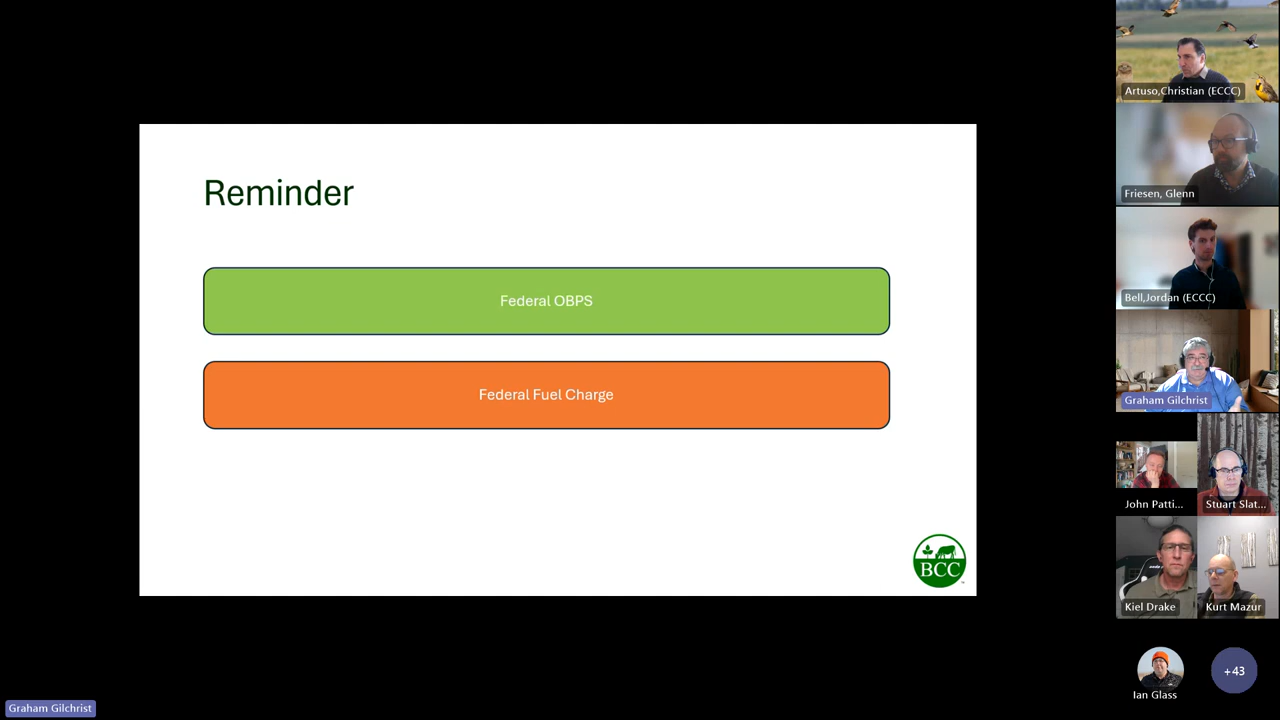 Reminder
Federal OBPS
Federal Fuel Charge
BCC
Graham Gilchrist
Artuso,Christian (ECCC)
Friesen, Glenn
Bell,Jordan (ECCC)
Graham Gilchrist
John Patti...
Stuart Slat...
Kiel Drake
Kurt Mazur
Ian Glass
+43